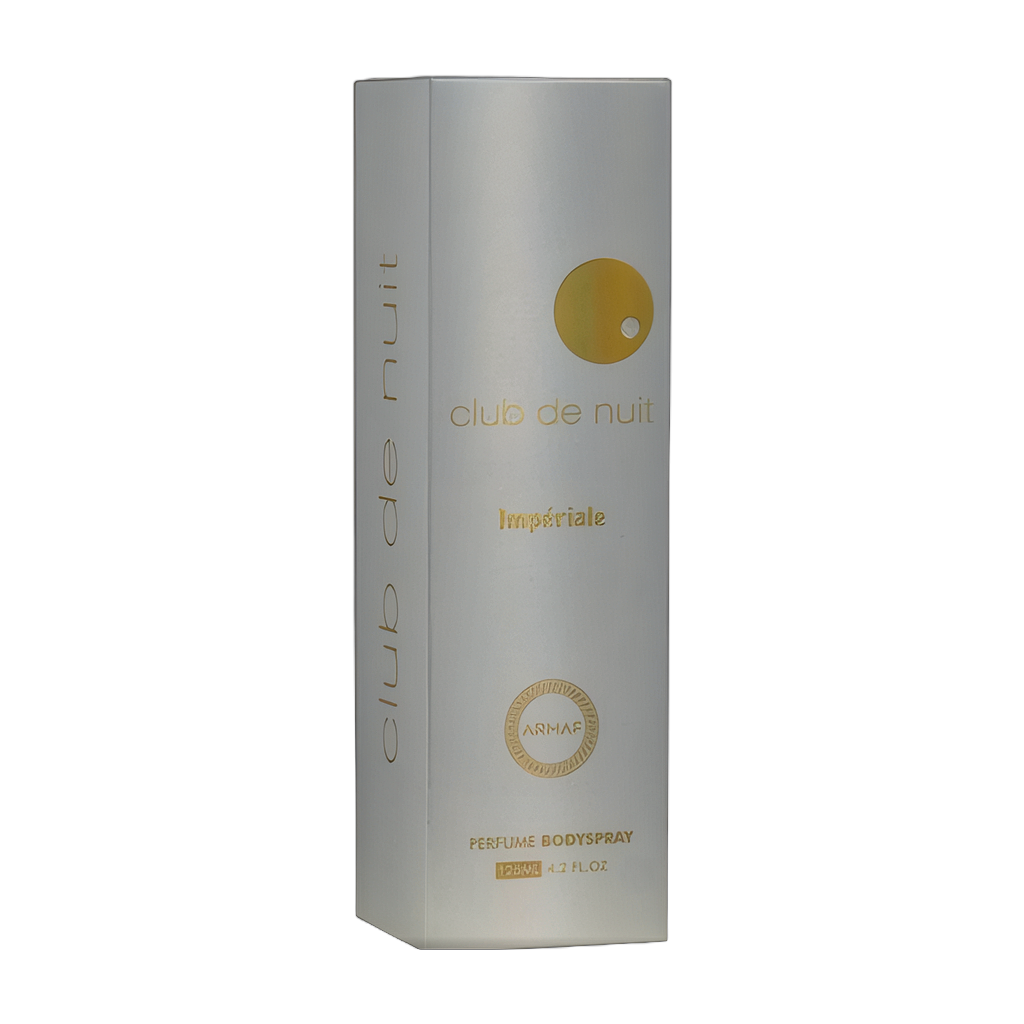 club de nuit
club de nuit
Impériale
ARMAF
PERFUME BODYSPRAY
4.2 FL.OZ